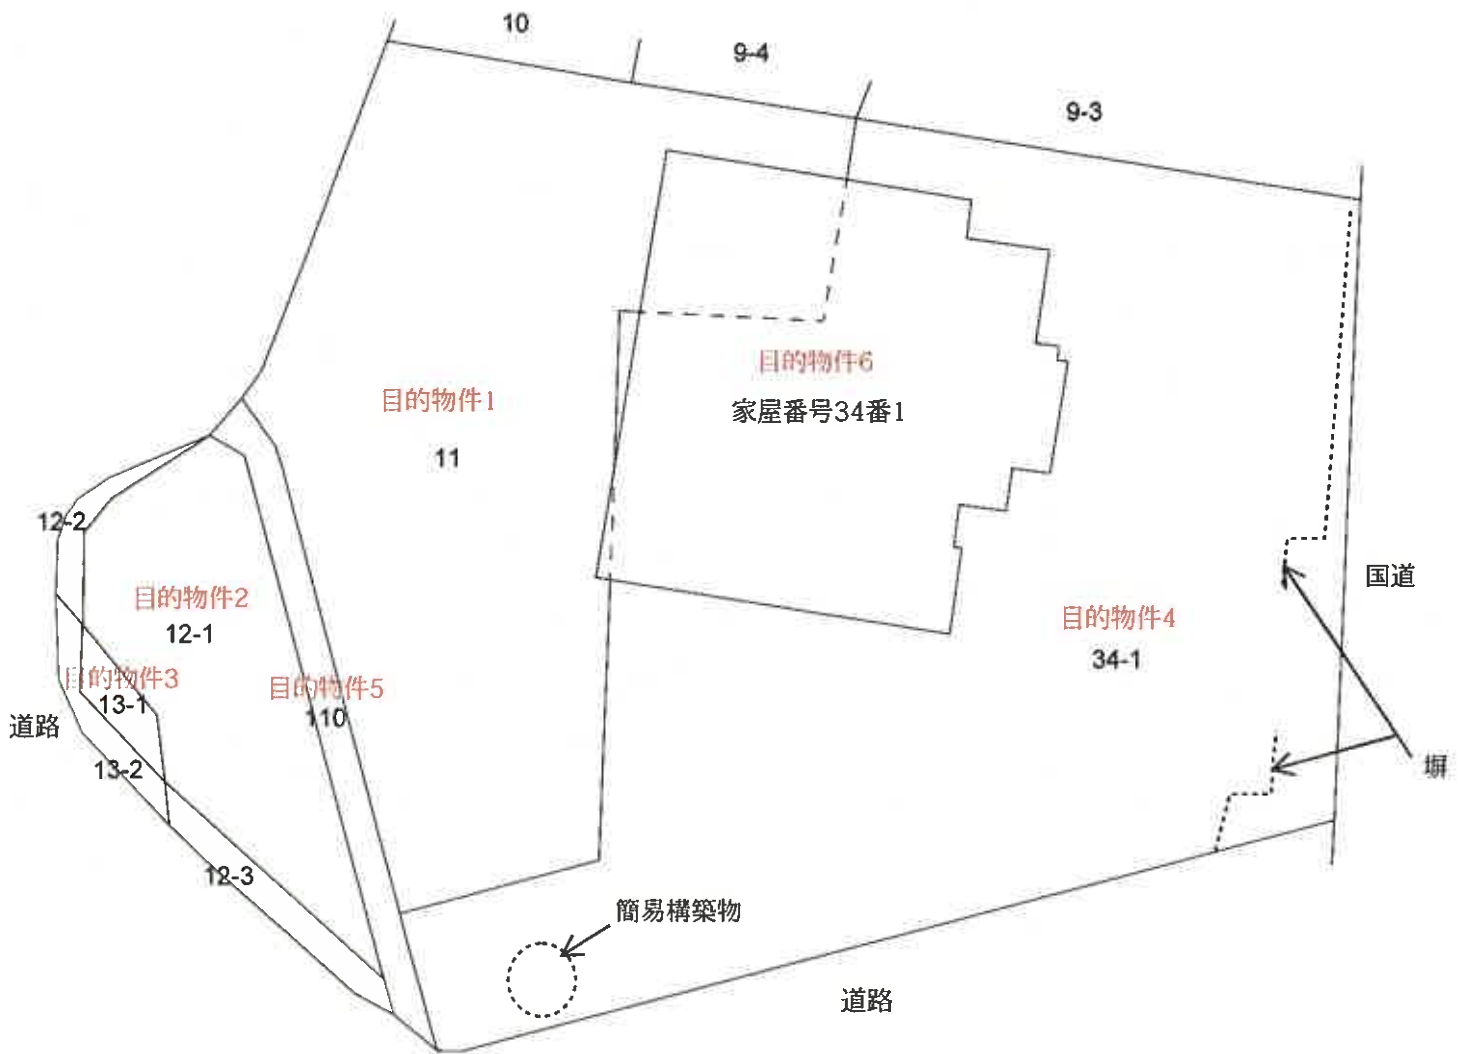 10
9-4
9-3
目的物件6
家屋番号34番1
目的物件1
11
12-2
国道
目的物件2
12-1
目的物件4
34-1
目的物件3
13-1
目的物件5
110
道路
13-2
塀
12-3
簡易構築物
道路